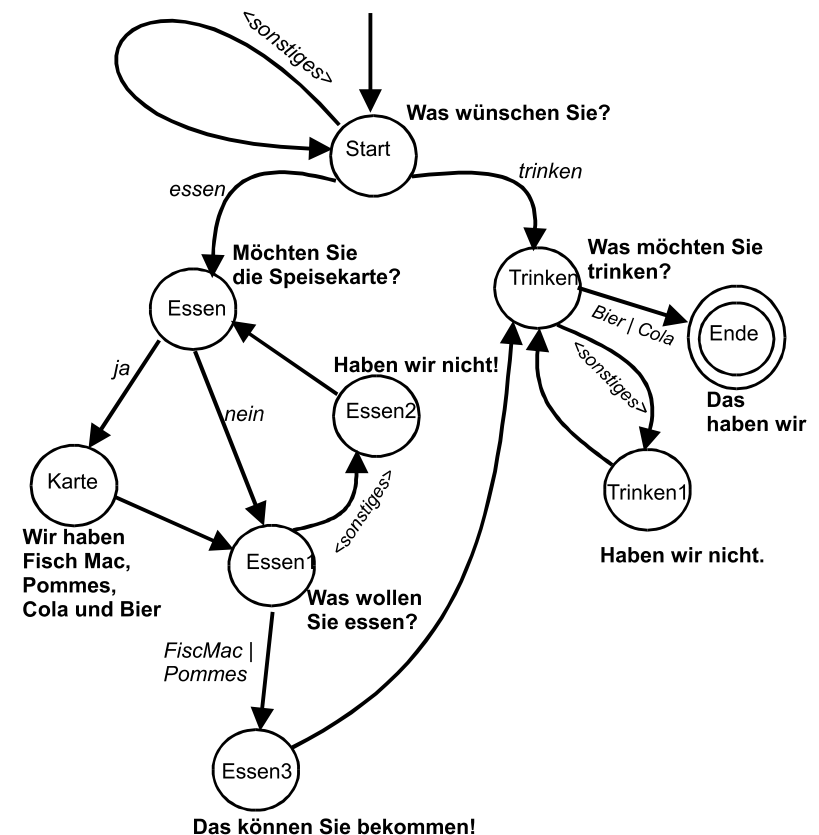 <sonstiges>
Was wünschen Sie?
Start
essen
trinken
Möchten Sie
die Speisekarte?
Was möchten Sie
trinken?
Essen
Trinken
Bier | Cola
Ende
<sonstiges>
Das
haben wir
ja
nein
Haben wir nicht!
Essen2
Karte
<sonstiges>
Trinken1
Wir haben
Fisch Mac,
Pommes,
Cola und Bier
Essen1
Haben wir nicht.
Was wollen
Sie essen?
FiscMac |
Pommes
Essen3
Das können Sie bekommen!